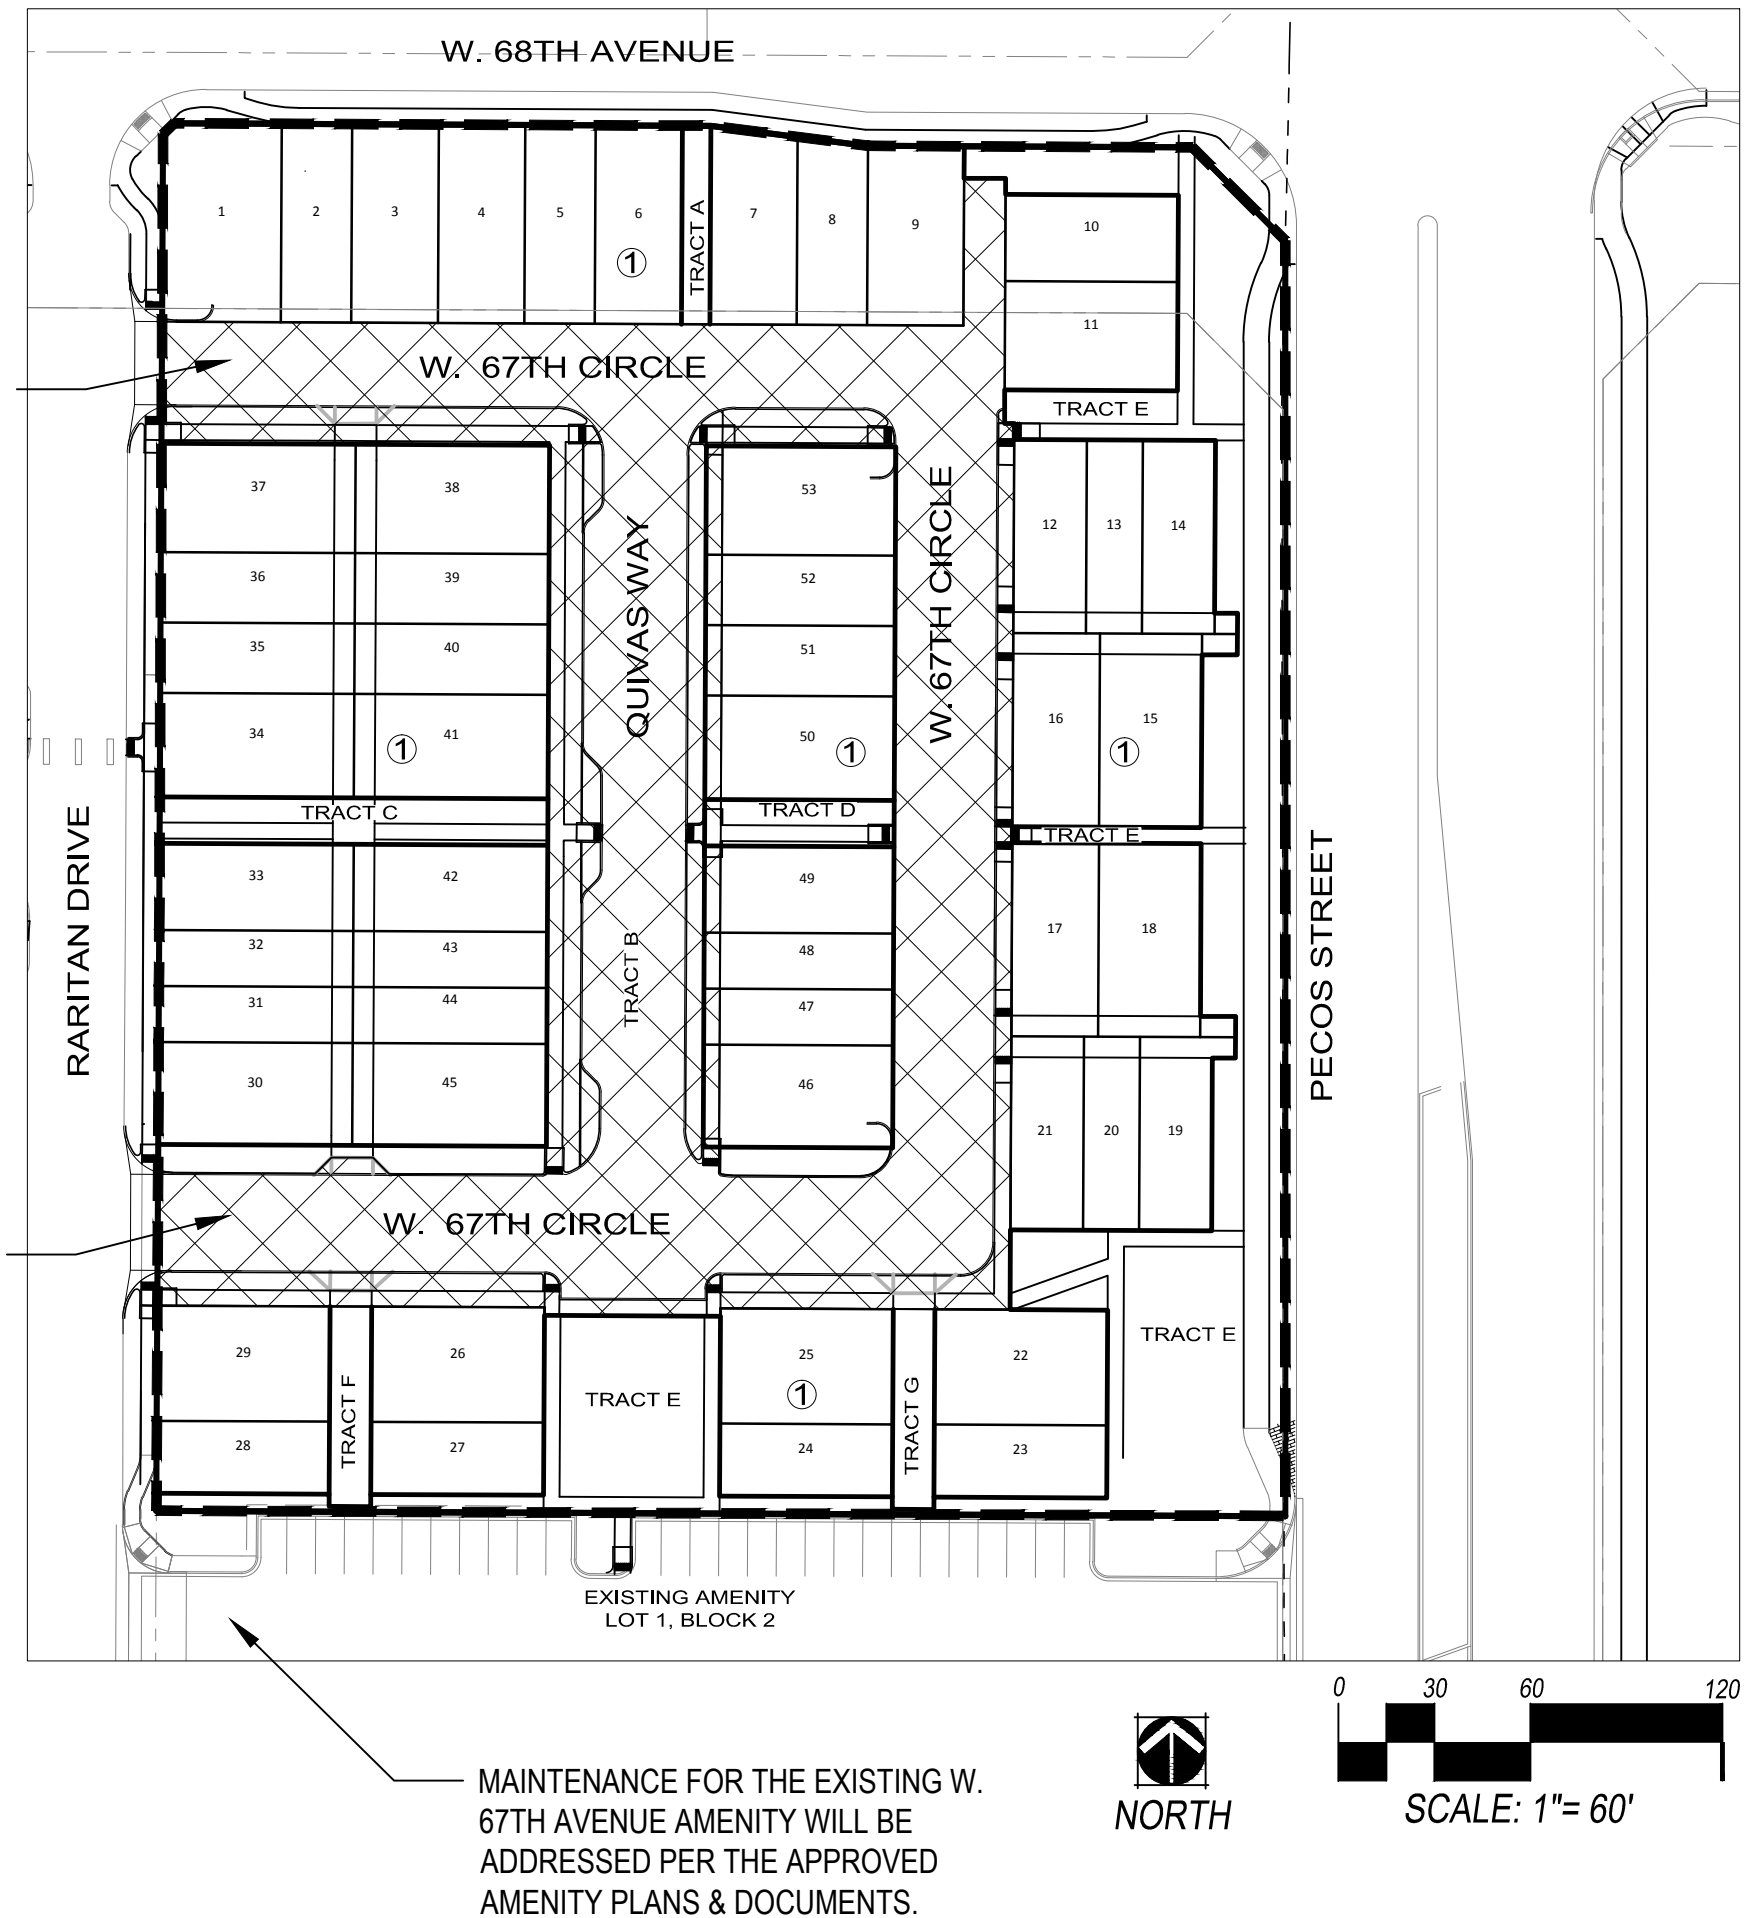 W. 68TH AVENUE
1
2
3
4
5
6
1
TRACT A
7
8
9
10
11
W. 67TH CIRCLE
TRACT E
37
38
53
12
13
14
36
39
52
35
40
QUIVAS WAY
51
W. 67TH CIRCLE
34
1
41
50
1
16
15
1
TRACT C
TRACT D
TRACT E
RARITAN DRIVE
PECOS STREET
33
42
49
17
18
32
43
TRACT B
48
31
44
47
30
45
46
21
20
19
W. 67TH CIRCLE
29
26
25
22
TRACT E
1
TRACT F
TRACT E
TRACT G
28
27
24
23
EXISTING AMENITY
LOT 1, BLOCK 2
MAINTENANCE FOR THE EXISTING W.
67TH AVENUE AMENITY WILL BE
ADDRESSED PER THE APPROVED
AMENITY PLANS & DOCUMENTS.
NORTH
0 30 60 120
SCALE: 1"= 60'